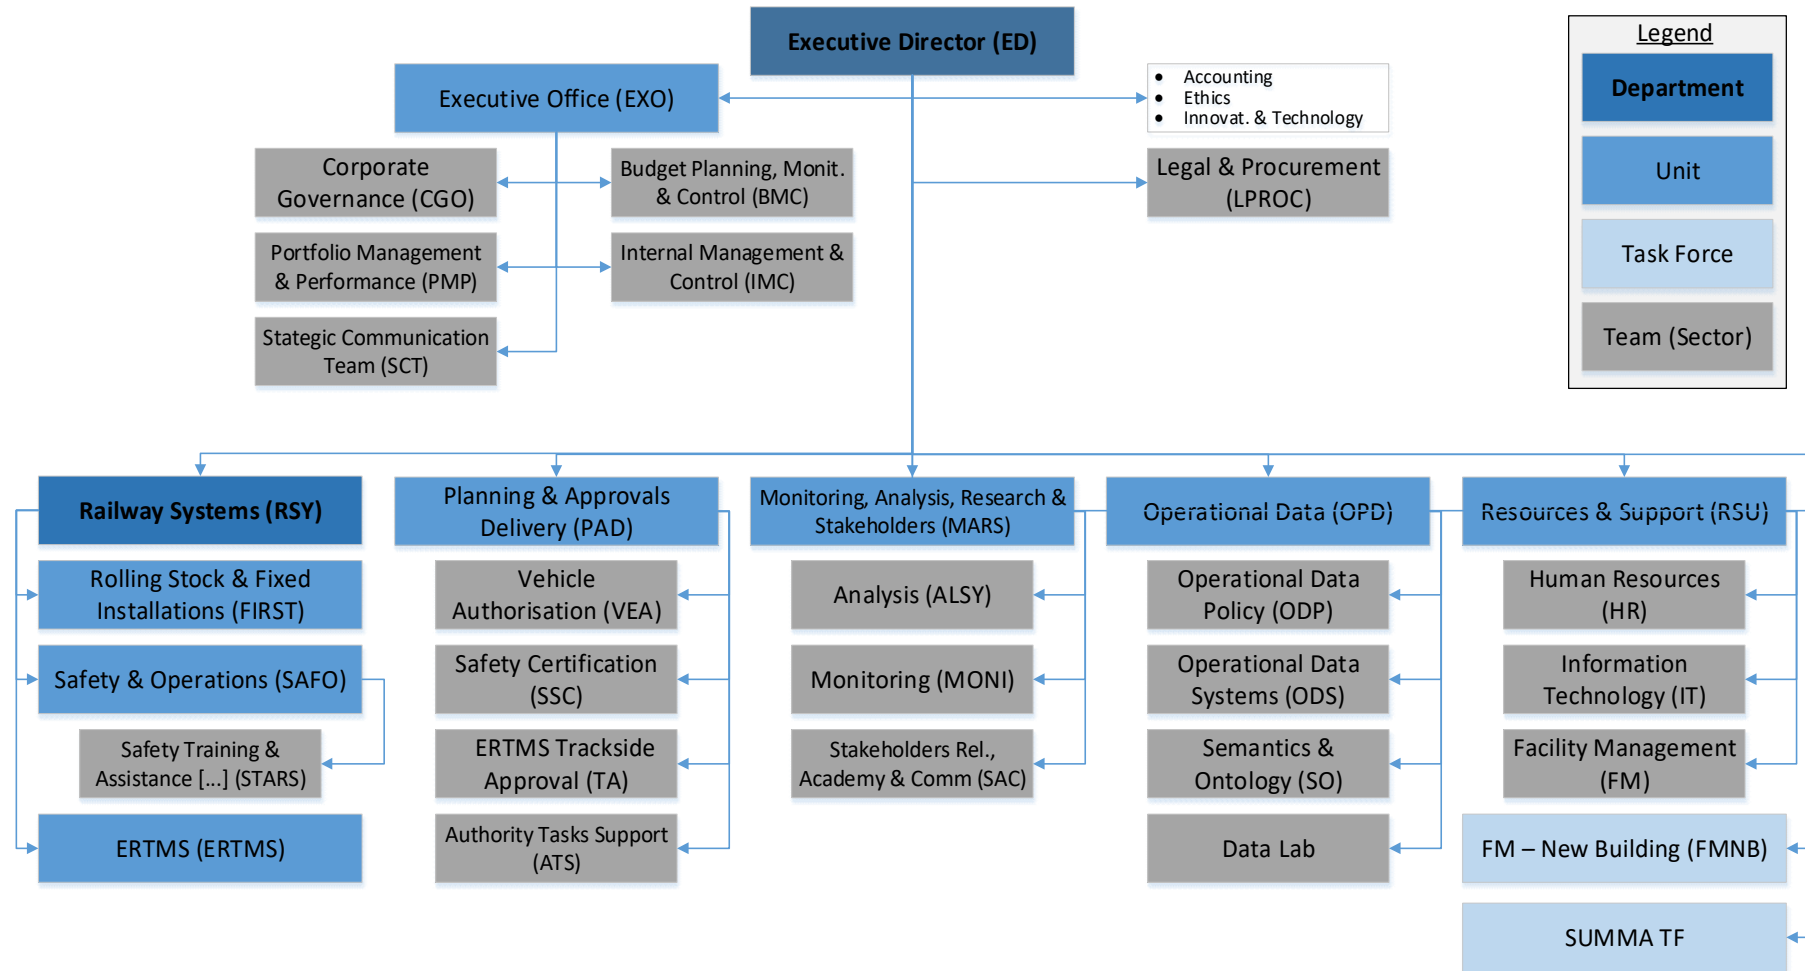 Executive Director (ED)
Executive Office (EXO)
• Accounting
• Ethics
• Innovat. & Technology
Corporate
Governance (CGO)
Budget Planning, Monit.
& Control (BMC)
Legal & Procurement
(LPROC)
Portfolio Management
& Performance (PMP)
Internal Management &
Control (IMC)
Stategic Communication
Team (SCT)
Legend
Department
Unit
Task Force
Team (Sector)
Railway Systems (RSY)
Rolling Stock & Fixed
Installations (FIRST)
Safety & Operations (SAFO)
Safety Training &
Assistance [...] (STARS)
ERTMS (ERTMS)
Planning & Approvals
Delivery (PAD)
Vehicle
Authorisation (VEA)
Safety Certification
(SSC)
ERTMS Trackside
Approval (TA)
Authority Tasks Support
(ATS)
Monitoring, Analysis, Research &
Stakeholders (MARS)
Analysis (ALSY)
Monitoring (MONI)
Stakeholders Rel.,
Academy & Comm (SAC)
Operational Data (OPD)
Operational Data
Policy (ODP)
Operational Data
Systems (ODS)
Semantics &
Ontology (SO)
Data Lab
Resources & Support (RSU)
Human Resources
(HR)
Information
Technology (IT)
Facility Management
(FM)
FM – New Building (FMNB)
SUMMA TF